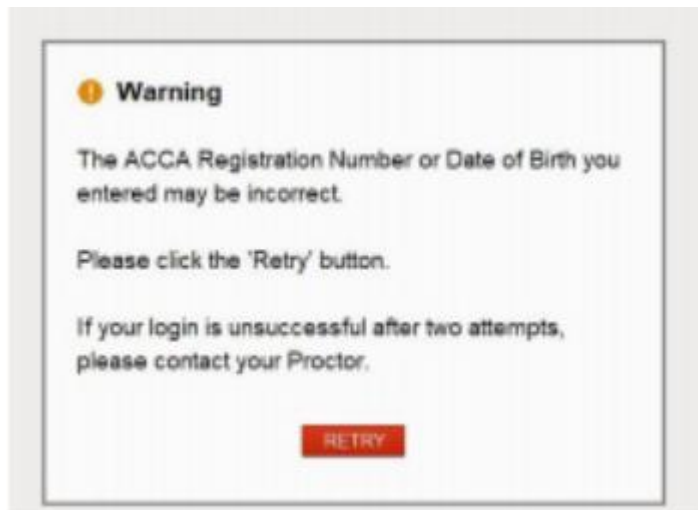 Warning
The ACCA Registration Number or Date of Birth you
entered may be incorrect.
Please click the 'Retry' button.
If your login is unsuccessful after two attempts,
please contact your Proctor.
RETRY